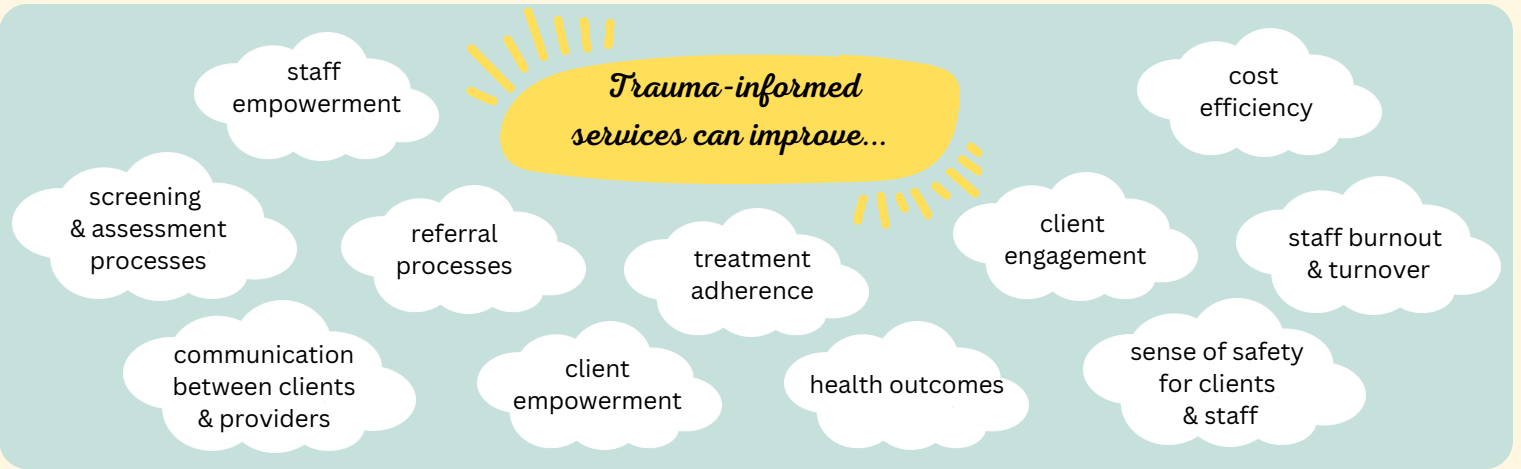 Trauma-informed
services can improve...
staff
empowerment
cost
efficiency
screening
& assessment
processes
referral
processes
treatment
adherence
client
engagement
staff burnout
& turnover
communication
between clients
& providers
client
empowerment
health outcomes
sense of safety
for clients
& staff